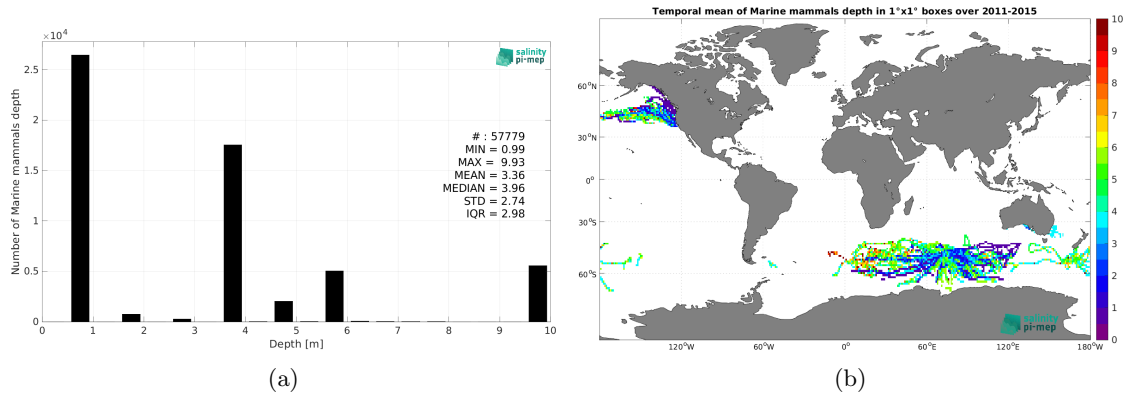 ×10⁴
2.5
2
1.5
1
0.5
0
Number of Marine mammals depth
salinity
pi-mep
# : 57779
MIN = 0.99
MAX = 9.93
MEAN = 3.36
MEDIAN = 3.96
STD = 2.74
IQR = 2.98
0 1 2 3 4 5 6 7 8 9 10
Depth [m]
(a)
Temporal mean of Marine mammals depth in 1°x1° boxes over 2011-2015
60°N
30°N
0°
30°S
60°S
120°W 60°W 0° 60°E 120°E 180°W
salinity
pi-mep
10
9
8
7
6
5
4
3
2
1
0
(b)